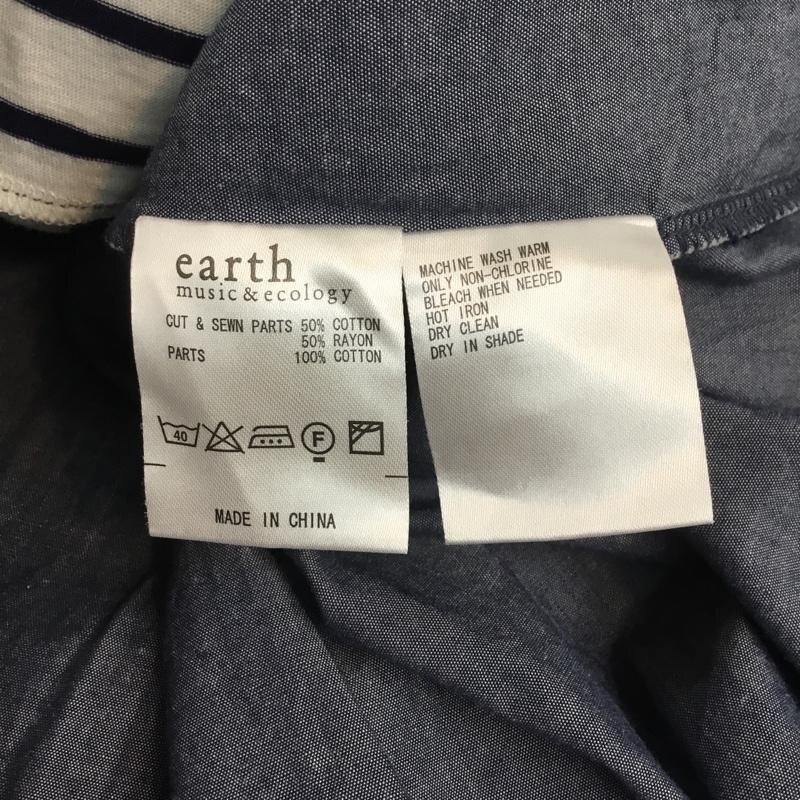 earth
music & ecology
CUT & SEWN PARTS 50% COTTON
50% RAYON
PARTS 100% COTTON
40
F
MADE IN CHINA
MACHINE WASH WARM
ONLY NON-CHLORINE
BLEACH WHEN NEEDED
HOT IRON
DRY CLEAN
DRY IN SHADE